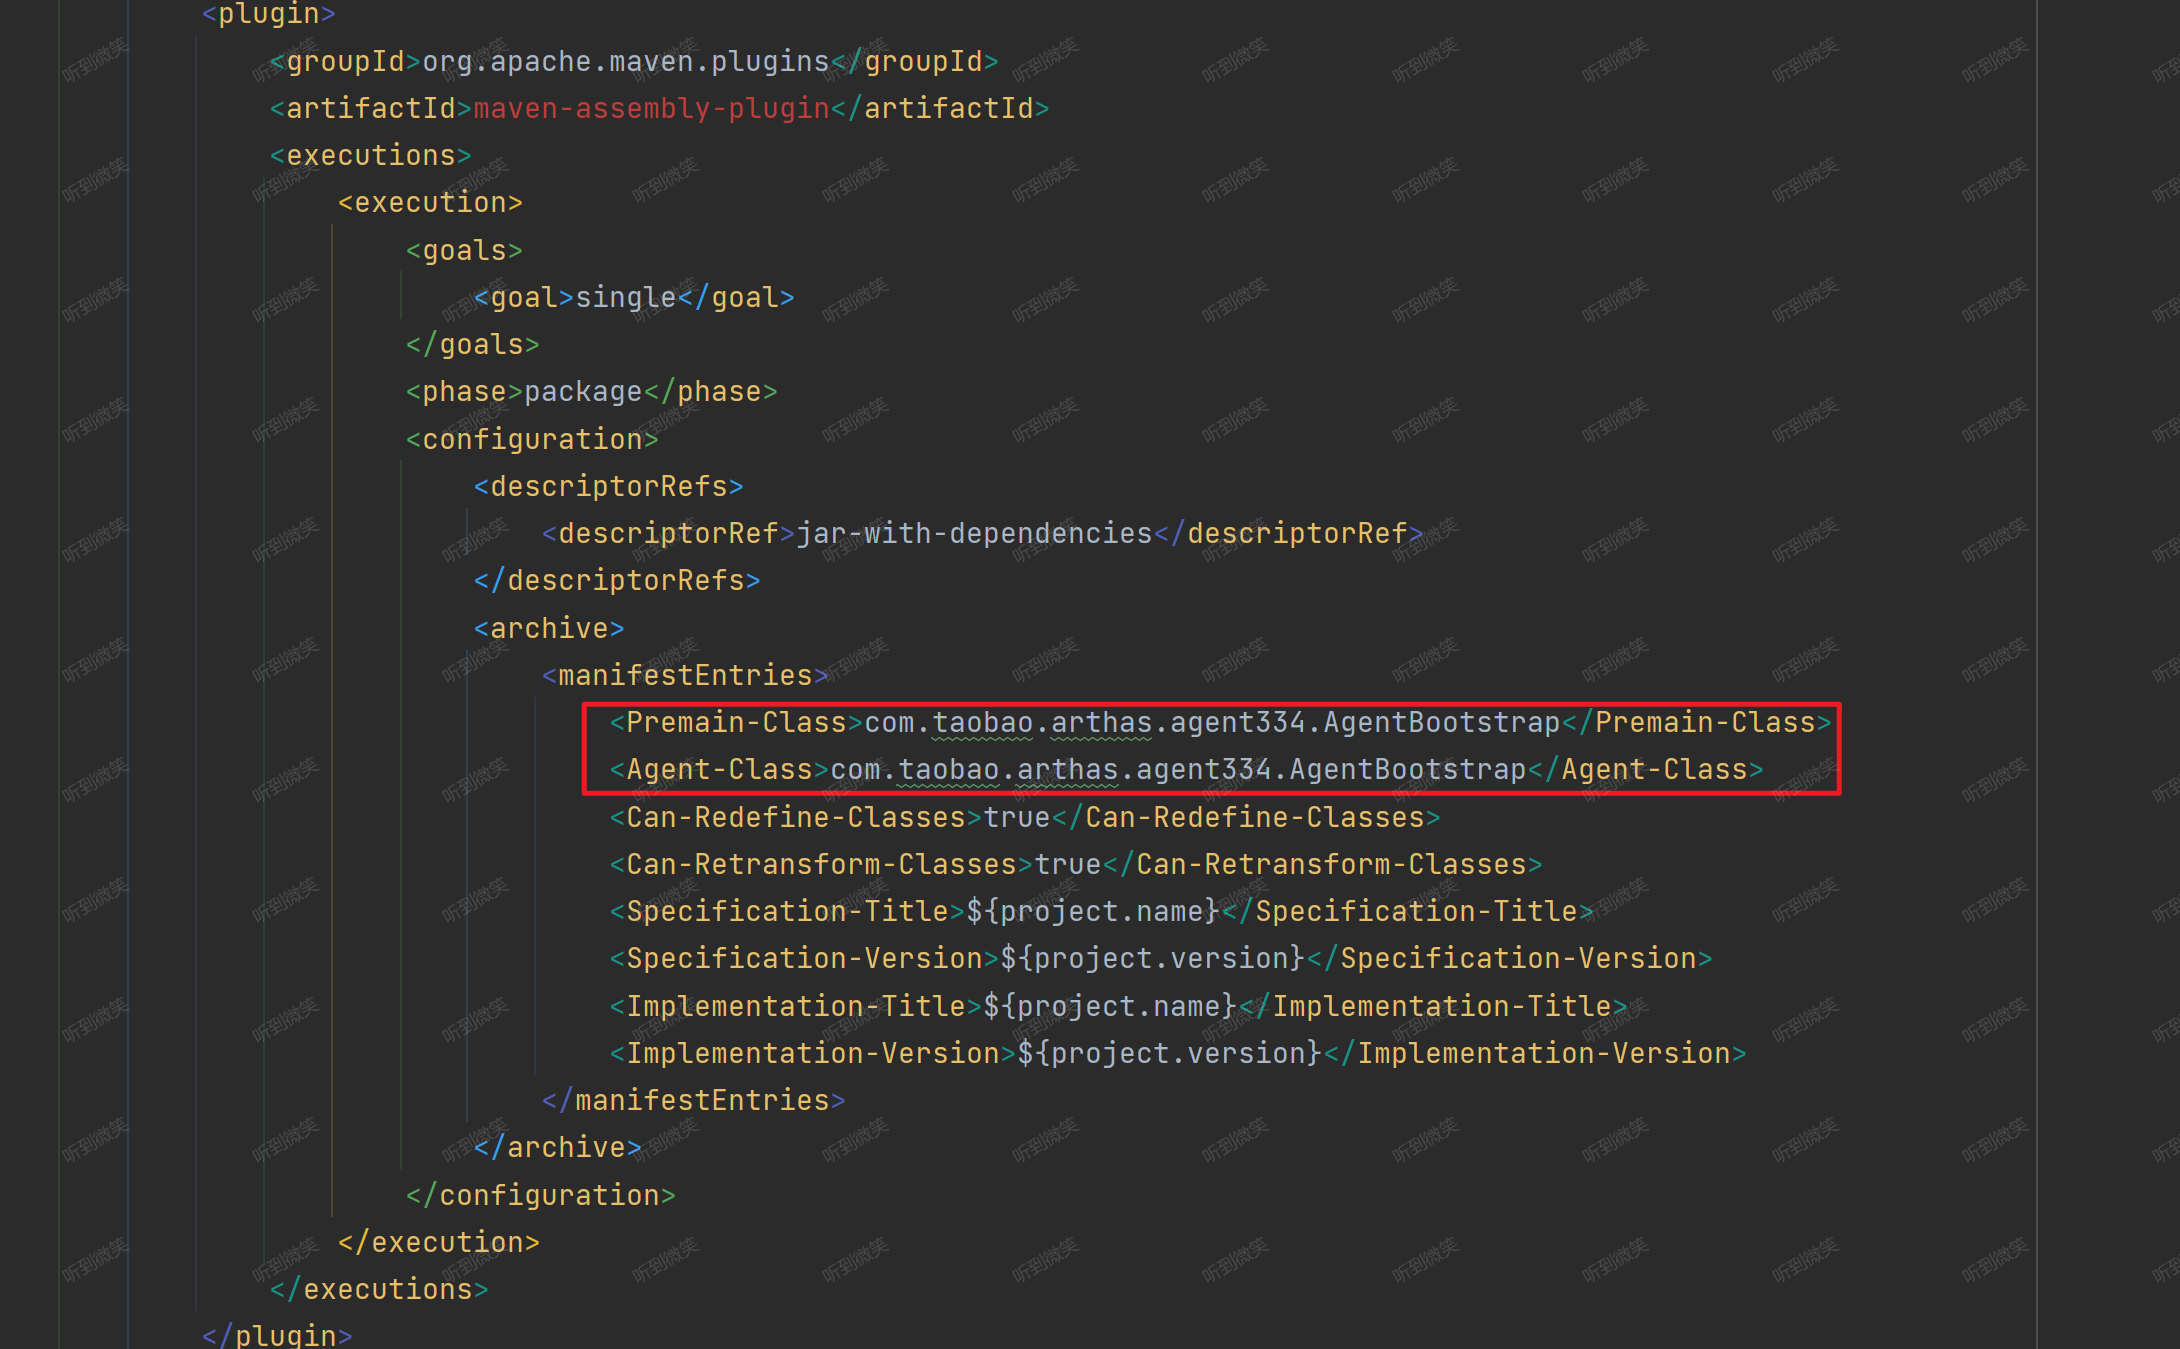 <plugin>
<groupId>org.apache.maven.plugins</groupId>
<artifactId>maven-assembly-plugin</artifactId>
<executions>
<execution>
<goals>
<goal>single</goal>
</goals>
<phase>package</phase>
<configuration>
<descriptorRefs>
<descriptorRef>jar-with-dependencies</descriptorRef>
</descriptorRefs>
<archive>
<manifestEntries>
<Premain-Class>com.taobao.arthas.agent334.AgentBootstrap</Premain-Class>
<Agent-Class>com.taobao.arthas.agent334.AgentBootstrap</Agent-Class>
<Can-Redefine-Classes>true</Can-Redefine-Classes>
<Can-Retransform-Classes>true</Can-Retransform-Classes>
<Specification-Title>${project.name}</Specification-Title>
<Specification-Version>${project.version}</Specification-Version>
<Implementation-Title>${project.name}</Implementation-Title>
<Implementation-Version>${project.version}</Implementation-Version>
</manifestEntries>
</archive>
</configuration>
</execution>
</executions>
</plugin>
听到微笑